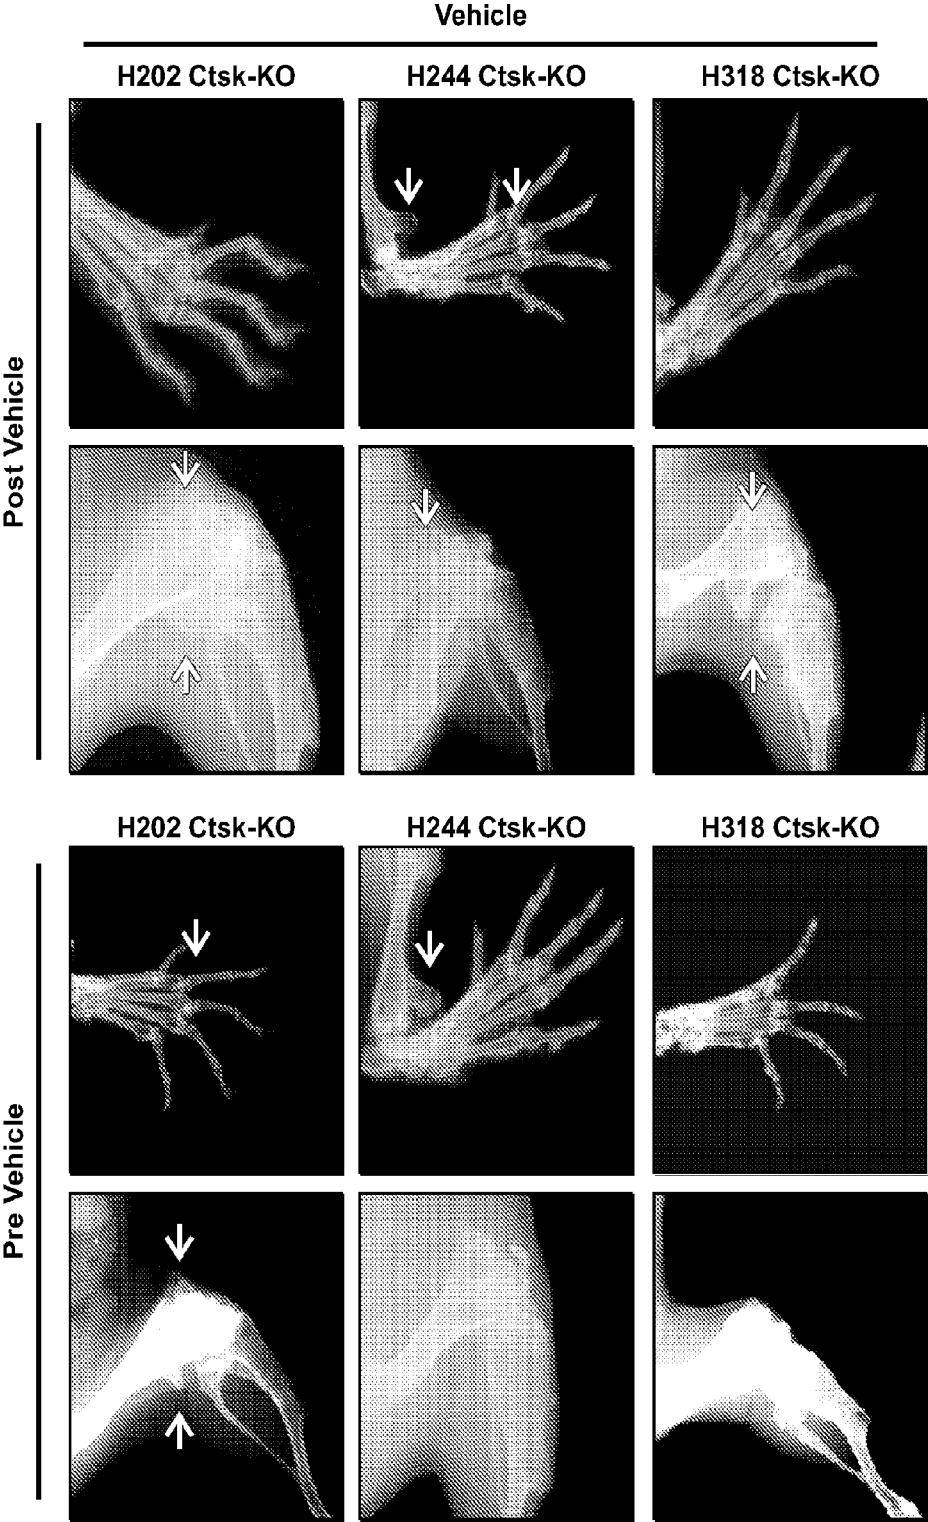 Vehicle
H202 Ctsk-KO
H244 Ctsk-KO
H318 Ctsk-KO
Post Vehicle
H202 Ctsk-KO
H244 Ctsk-KO
H318 Ctsk-KO
Pre Vehicle